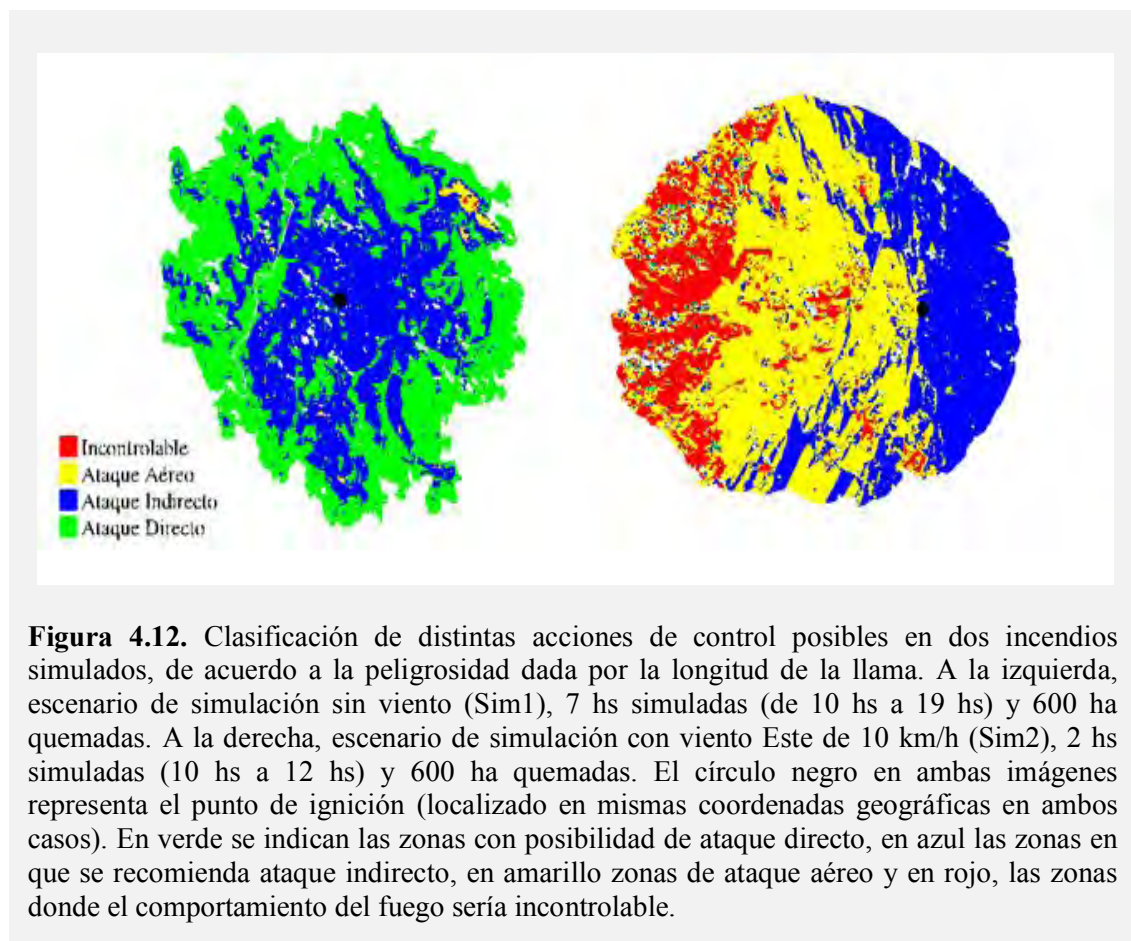 Incontrolable
Ataque Aéreo
Ataque Indirecto
Ataque Directo
Figura 4.12. Clasificación de distintas acciones de control posibles en dos incendios
simulados, de acuerdo a la peligrosidad dada por la longitud de la llama. A la izquierda,
escenario de simulación sin viento (Sim1), 7 hs simuladas (de 10 hs a 19 hs) y 600 ha
quemadas. A la derecha, escenario de simulación con viento Este de 10 km/h (Sim2), 2 hs
simuladas (10 hs a 12 hs) y 600 ha quemadas. El círculo negro en ambas imágenes
representa el punto de ignición (localizado en mismas coordenadas geográficas en ambos
casos). En verde se indican las zonas con posibilidad de ataque directo, en azul las zonas en
que se recomienda ataque indirecto, en amarillo zonas de ataque aéreo y en rojo, las zonas
donde el comportamiento del fuego sería incontrolable.